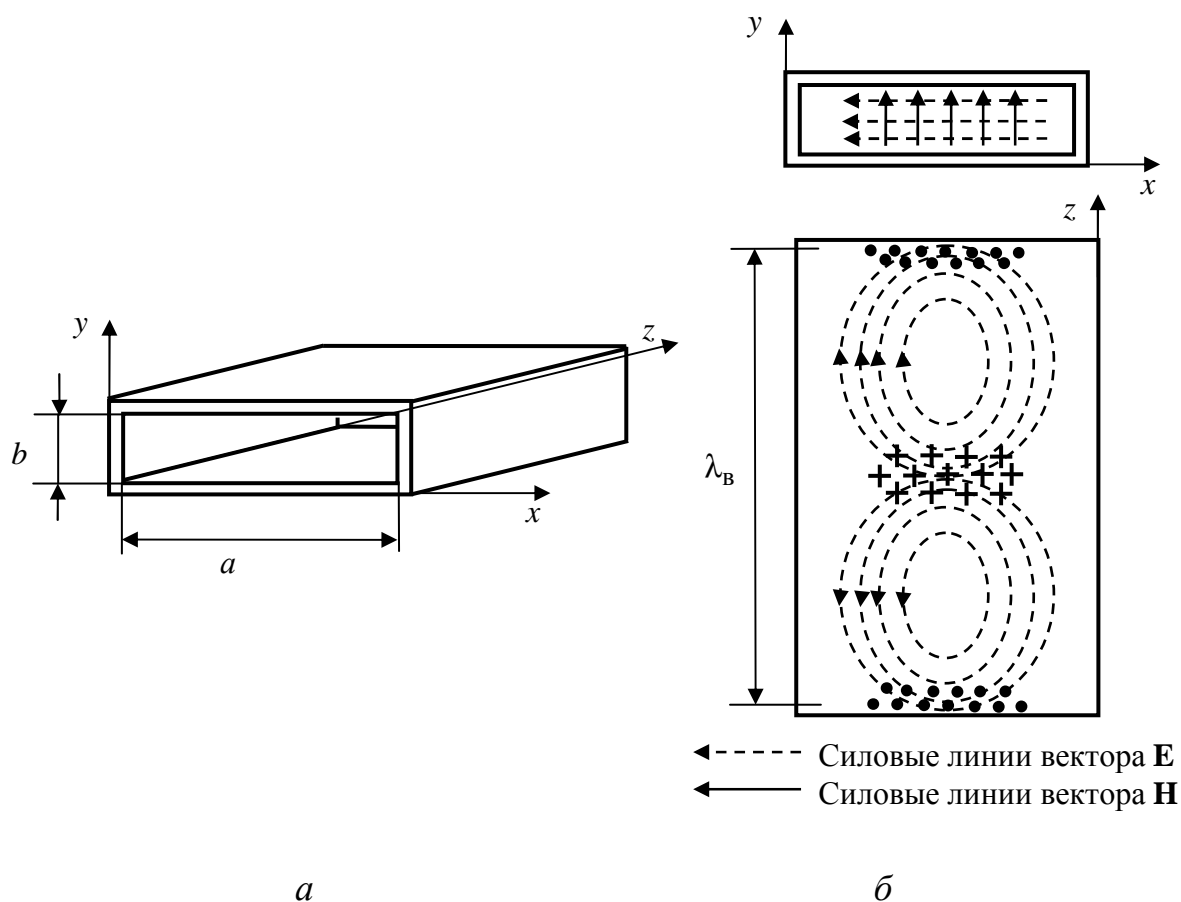 y
x
z
y
z
b
λв
x
a
Силовые линии вектора E
Силовые линии вектора H
а
б